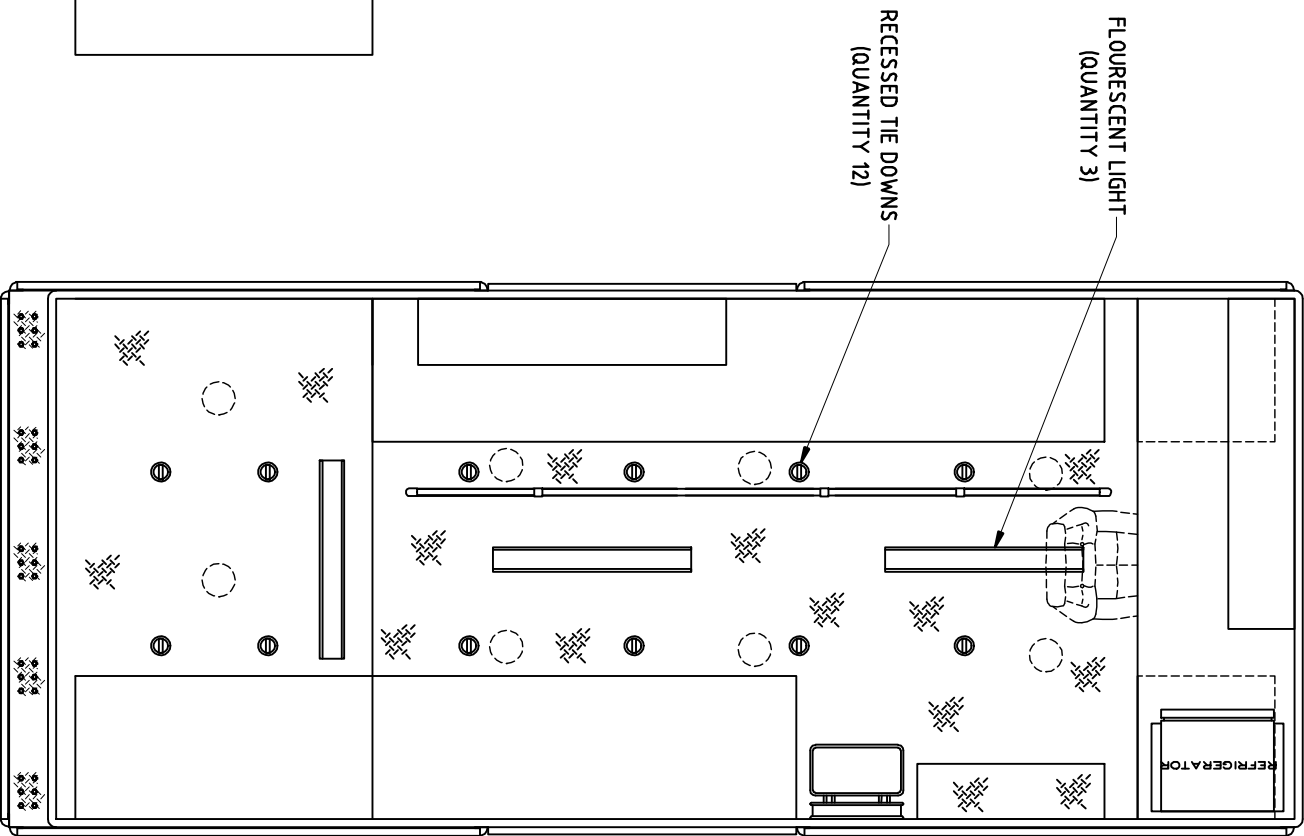 FLOURESCENT LIGHT
(QUANTITY 3)
RECESSED TIE DOWNS
(QUANTITY 12)
REFRIGERATOR